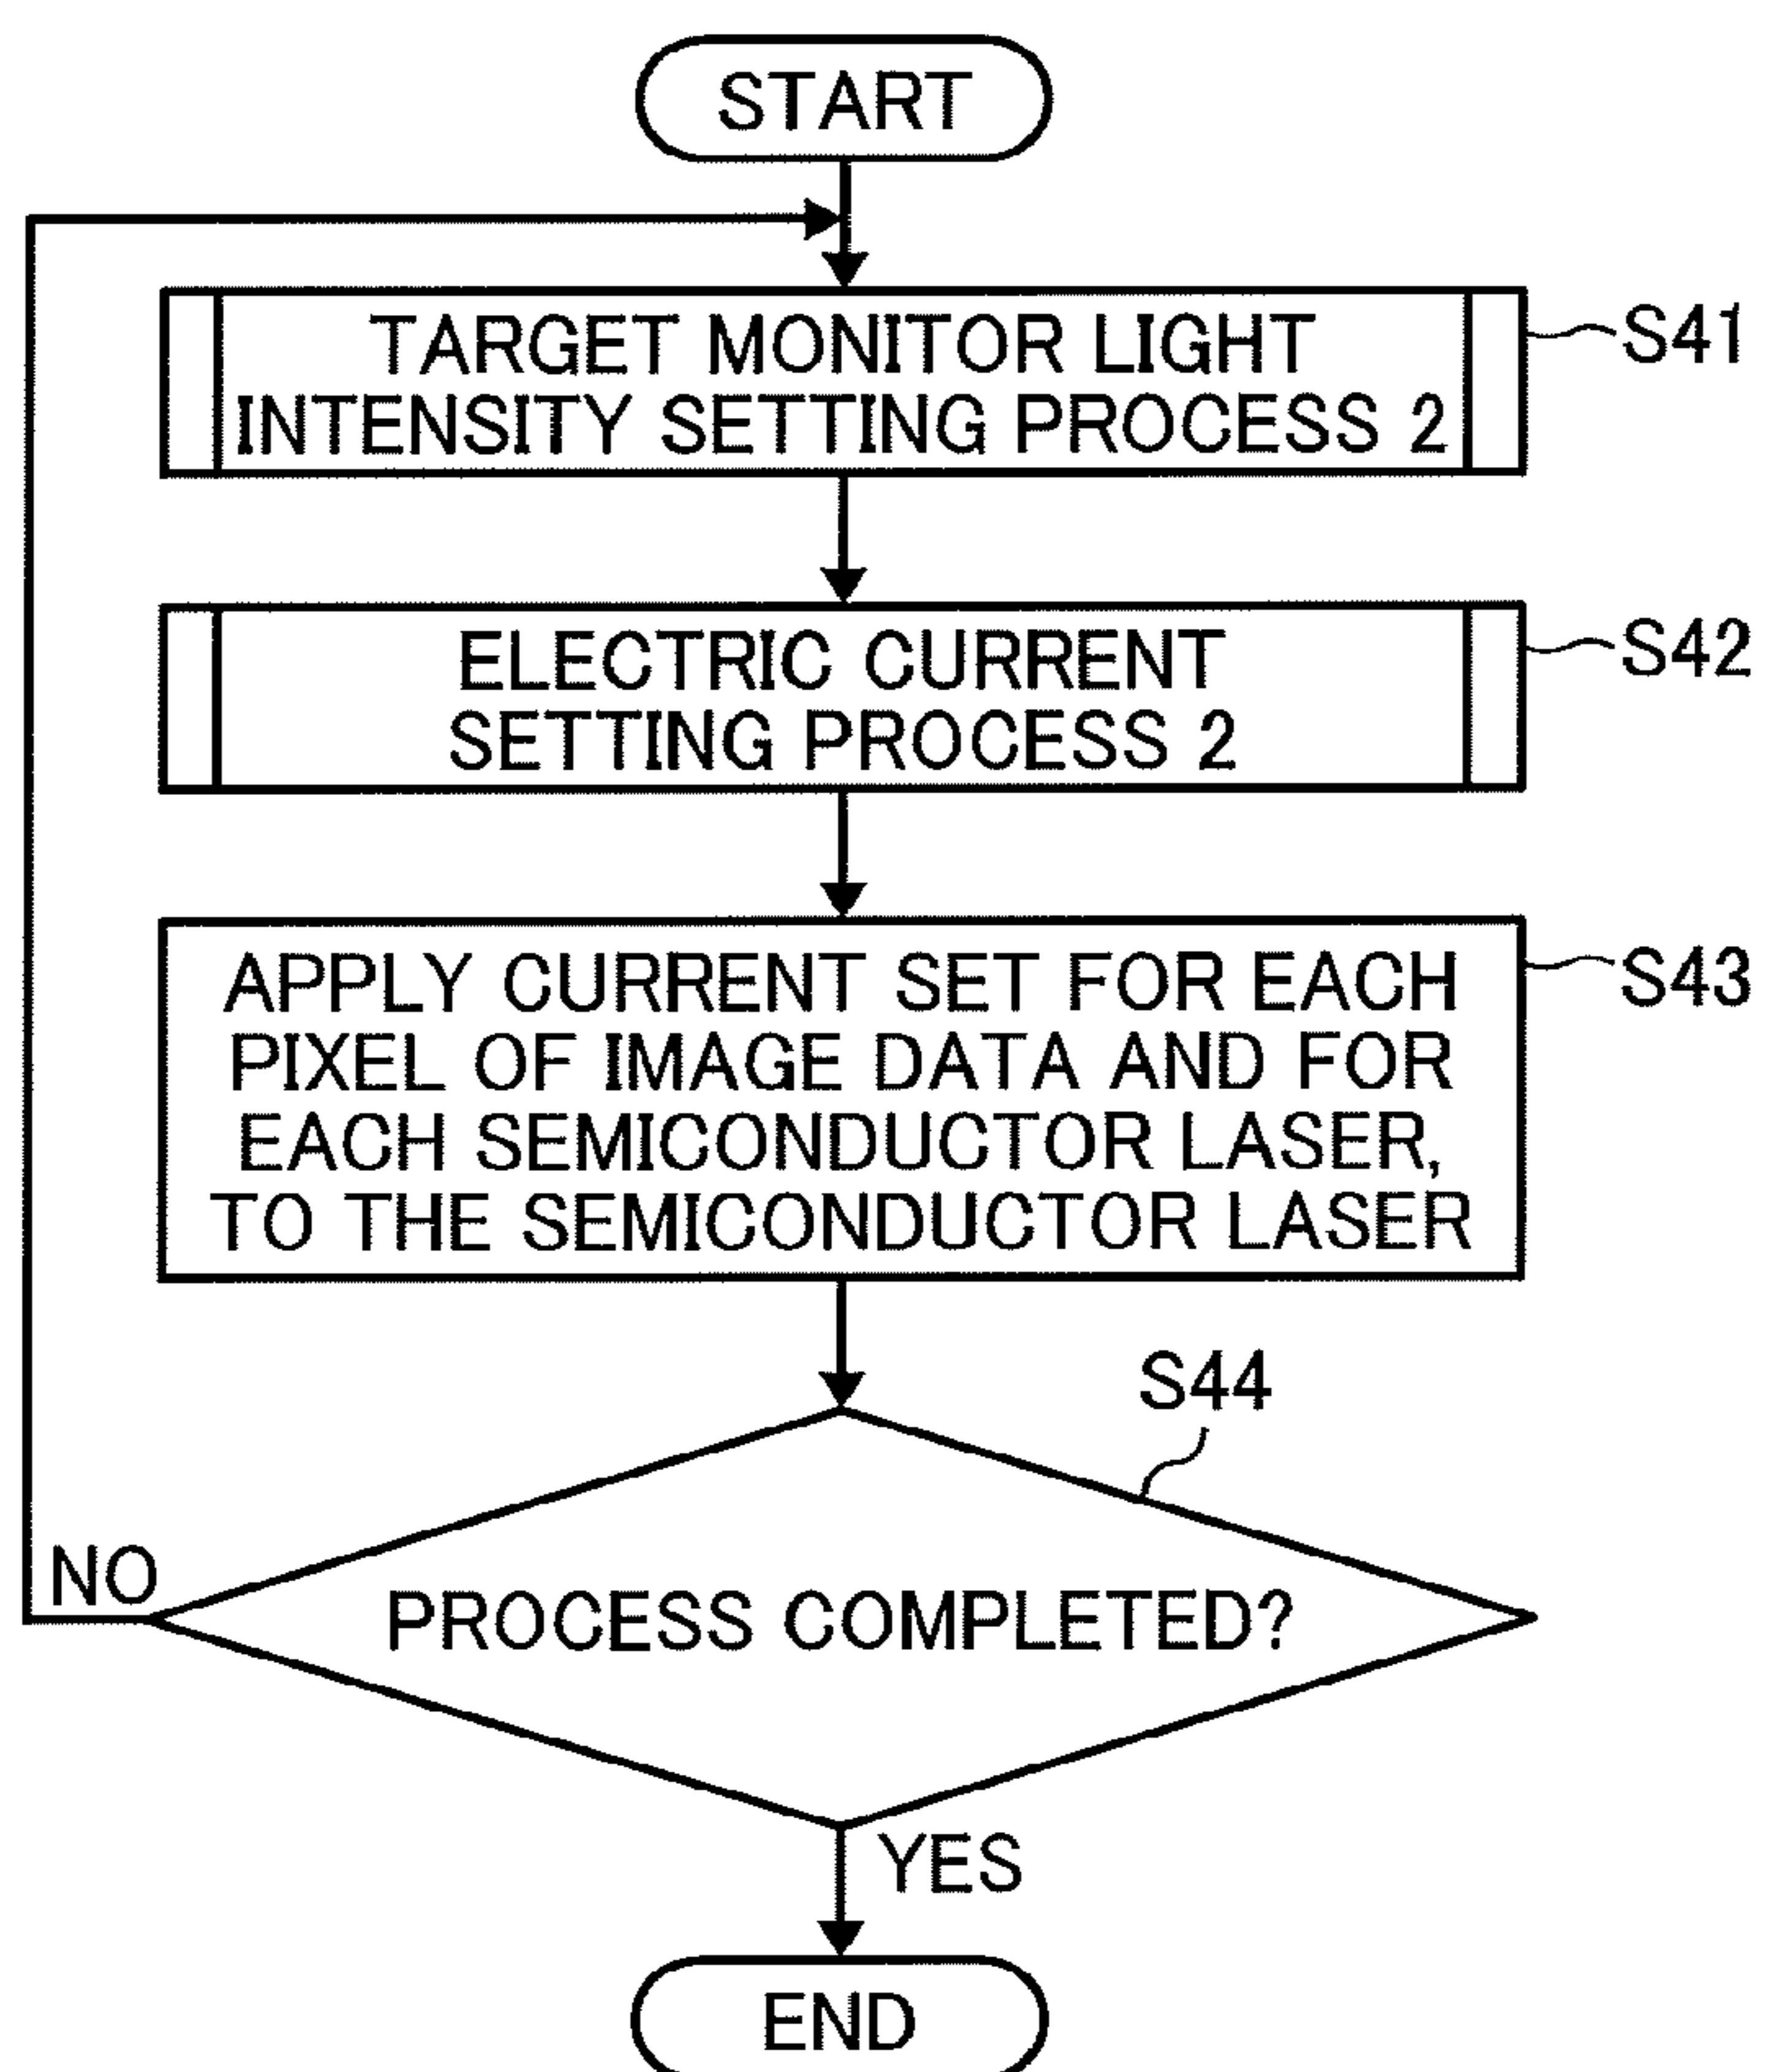 START
TARGET MONITOR LIGHT
INTENSITY SETTING PROCESS 2
S41
ELECTRIC CURRENT
SETTING PROCESS 2
S42
APPLY CURRENT SET FOR EACH
PIXEL OF IMAGE DATA AND FOR
EACH SEMICONDUCTOR LASER,
TO THE SEMICONDUCTOR LASER
S43
S44
NO
PROCESS COMPLETED?
YES
END